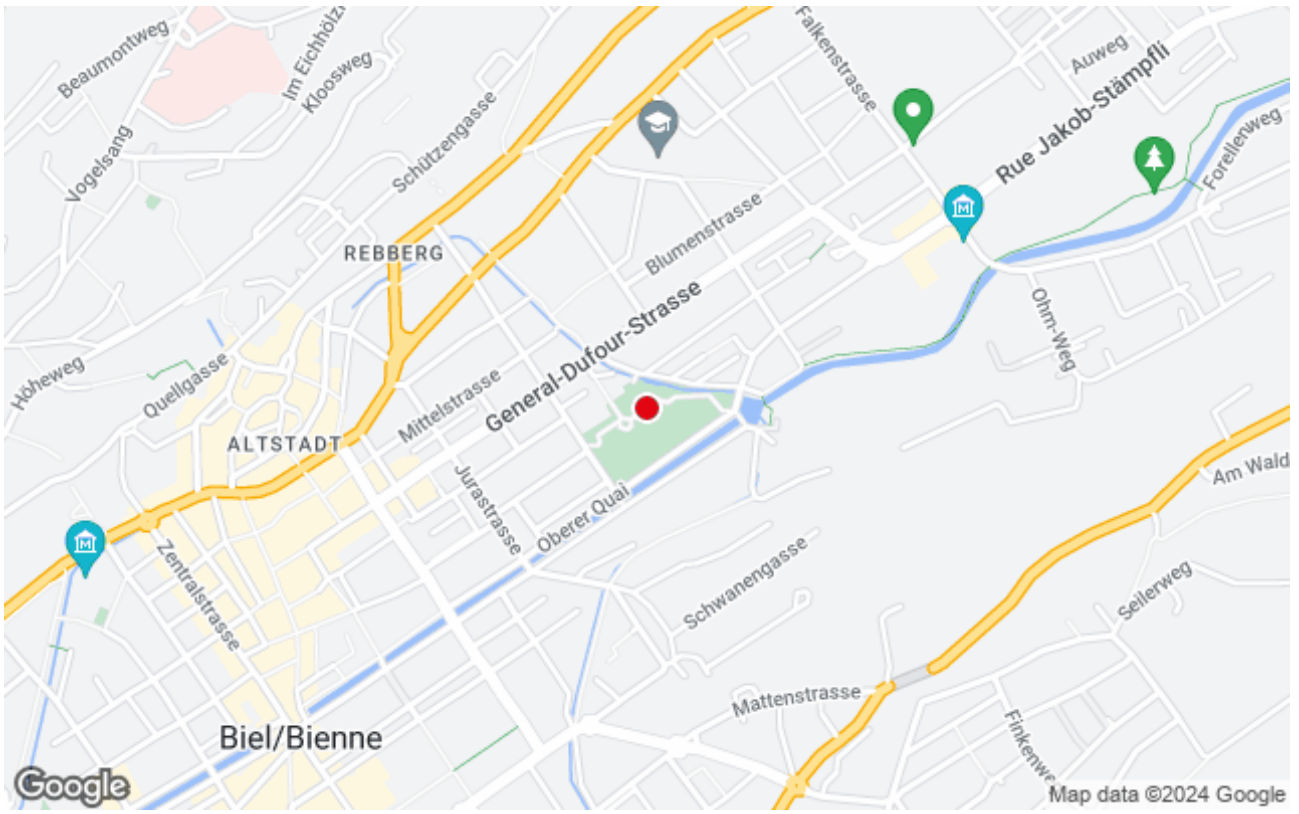 Beaumontweg
Im Eichhölzli
Kloosweg
Falkenstrasse
Auweg
Rue Jakob-Stämpfli
Vogelsang
Schützengasse
Forellenweg
REBBERG
Blumenstrasse
General-Dufour-Strasse
Ohm-Weg
Höheweg
Quellgasse
Mittelstrasse
ALTSTADT
Jurastrasse
Oberer Quai
Am Wald
Zentralstrasse
Schwanengasse
Seilerweg
Mattenstrasse
Finkenwe
Biel/Bienne
Google
Map data ©2024 Google
M
M